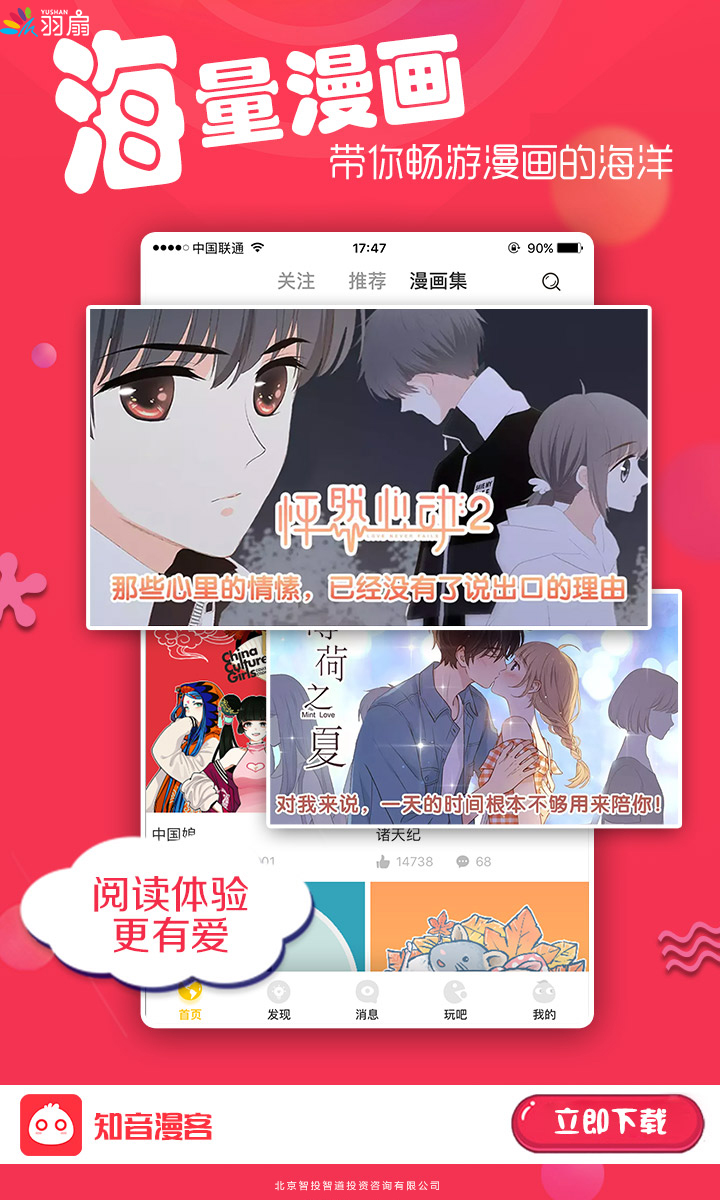 YUSHAN
羽扇
海量漫画
带你畅游漫画的海洋
中国联通
17:47
90%
关注
推荐
漫画集
怦然心动2
LOVE NEVER FAILS
那些心里的情愫，已经没有了说出口的理由
China
Culture
Girls
荷之夏
Mint Love
对我来说，一天的时间根本不够用来陪你！
中国娘
诸天纪
14738
68
阅读体验
更有爱
首页
发现
消息
玩吧
我的
知音漫客
立即下载
北京智投智道投资咨询有限公司